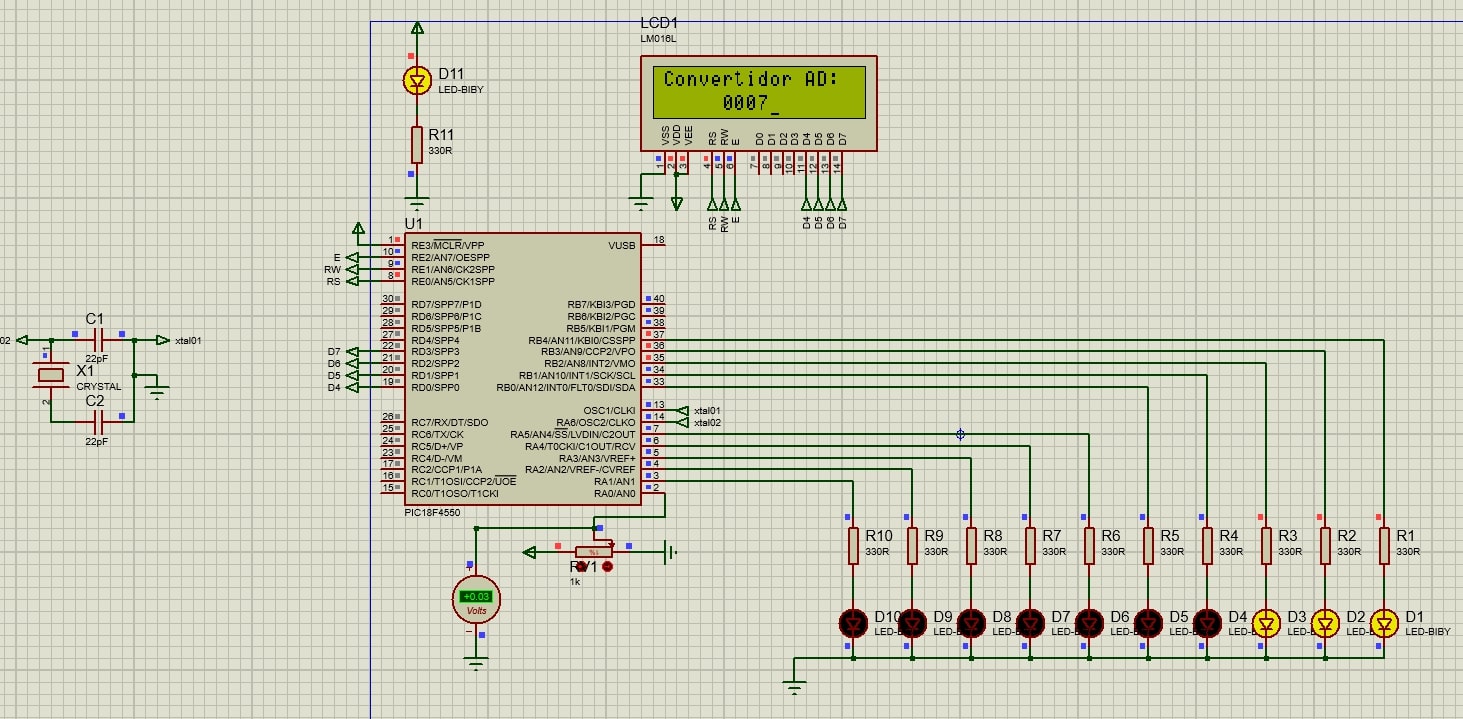 LCD1
LM016L
Convertidor AD:
0007_
VSS VDD VEE RS RW E D0 D1 D2 D3 D4 D5 D6 D7
1 2 3 4 5 6 7 8 9 10 11 12 13 14
RS RW E D4 D5 D6 D7
D11
LED-BIBY
R11
330R
U1
1 RE3/MCLR/VPP VUSB 18
E 10 RE2/AN7/OESPP
RW 9 RE1/AN6/CK2SPP
RS 8 RE0/AN5/CK1SPP
30 RD7/SPP7/P1D RB7/KBI3/PGD 40
29 RD6/SPP6/P1C RB6/KBI2/PGC 39
28 RD5/SPP5/P1B RB5/KBI1/PGM 38
27 RD4/SPP4 RB4/AN11/KBI0/CSSPP 37
D7 22 RD3/SPP3 RB3/AN9/CCP2/VPO 36
D6 21 RD2/SPP2 RB2/AN8/INT2/VMO 35
D5 20 RD1/SPP1 RB1/AN10/INT1/SCK/SCL 34
D4 19 RD0/SPP0 RB0/AN12/INT0/FLT0/SDI/SDA 33
OSC1/CLKI 13 xtal01
26 RC7/RX/DT/SDO RA6/OSC2/CLKO 14 xtal02
25 RC6/TX/CK RA5/AN4/SS/LVDIN/C2OUT 7
24 RC5/D+/VP RA4/T0CKI/C1OUT/RCV 6
23 RC4/D-/VM RA3/AN3/VREF+ 5
17 RC2/CCP1/P1A RA2/AN2/VREF-/CVREF 4
16 RC1/T1OSI/CCP2/UOE RA1/AN1 3
15 RC0/T1OSO/T1CKI RA0/AN0 2
PIC18F4550
C1
22pF
02 xtal01
1
X1
CRYSTAL
2
C2
22pF
RV1
1k
+0.03
Volts
R10 R9 R8 R7 R6 R5 R4 R3 R2 R1
330R 330R 330R 330R 330R 330R 330R 330R 330R 330R
D10 D9 D8 D7 D6 D5 D4 D3 D2 D1
LED-B LED-B LED-B LED-B LED-B LED-B LED-B LED-B LED-B LED-BIBY